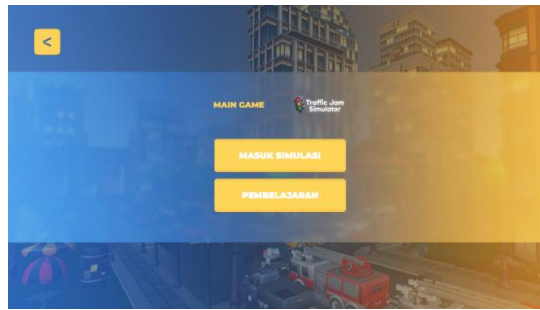 <
MAIN GAME
Traffic Jam
Simulator
MASUK SIMULASI
PEMBELAJARAN